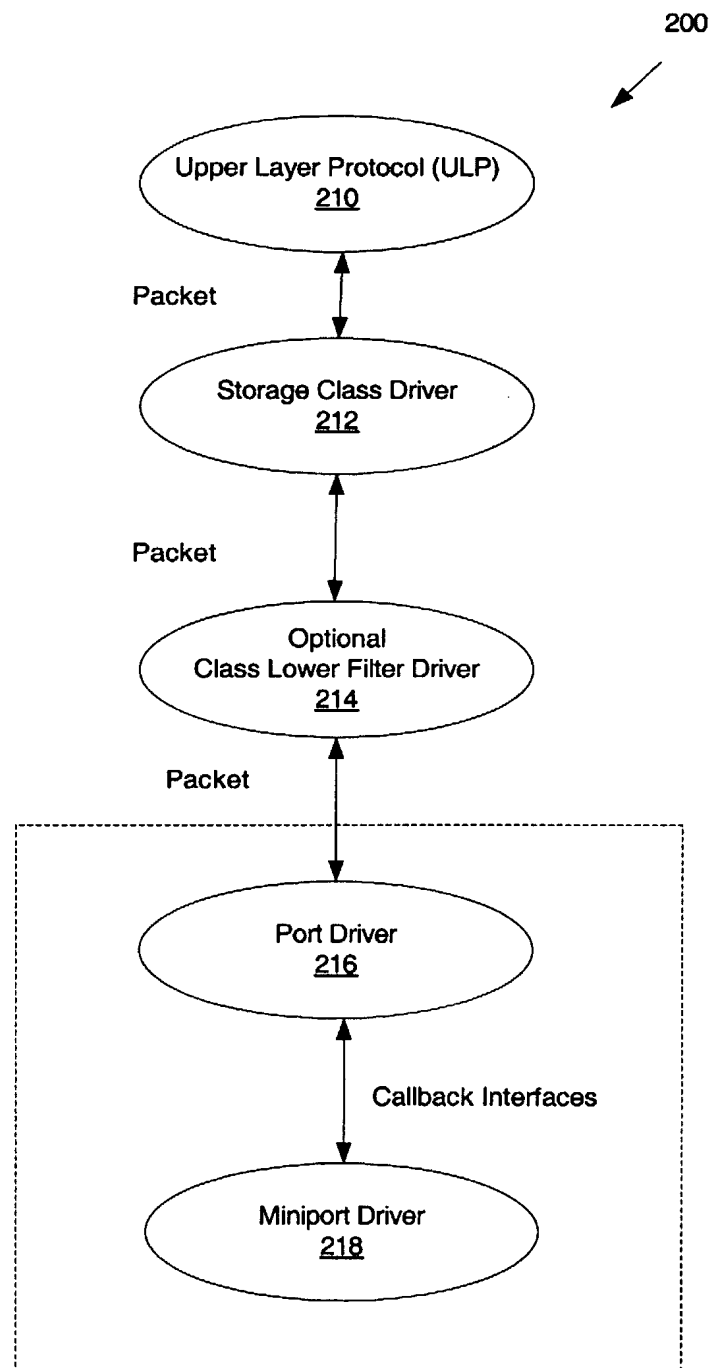 200
Upper Layer Protocol (ULP)
210
Packet
Storage Class Driver
212
Packet
Optional
Class Lower Filter Driver
214
Packet
Port Driver
216
Callback Interfaces
Miniport Driver
218